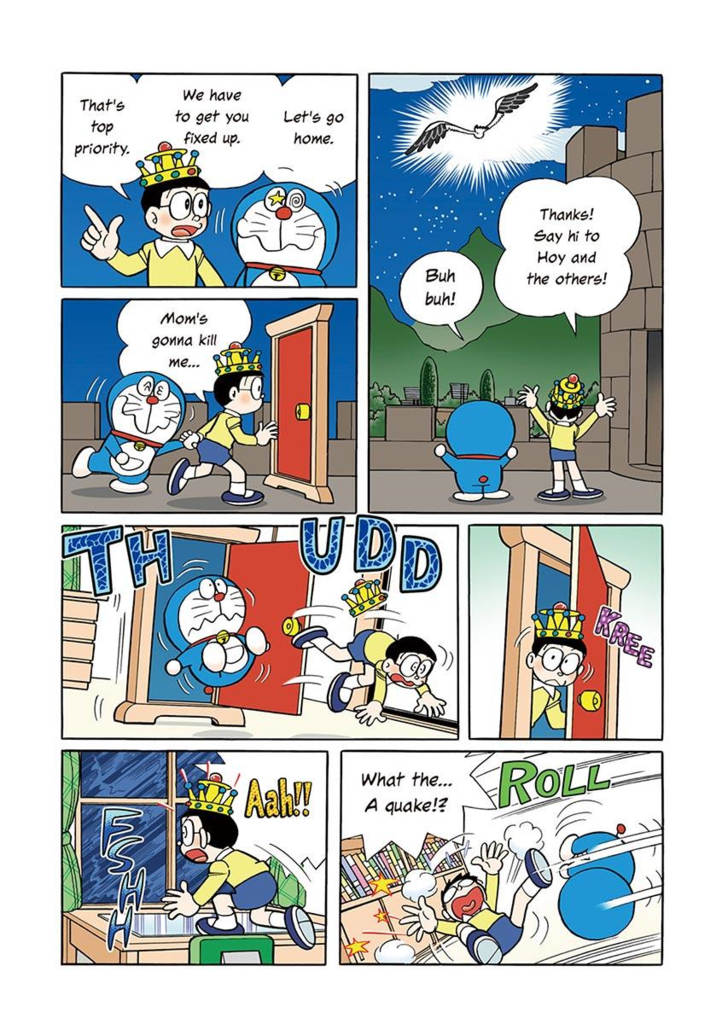 Thanks!
Say hi to
Hoy and
the others!
Buh
buh!
Let's go
home.
We have
to get you
fixed up.
That's
top
priority.
Mom's
gonna kill
me...
KREE
THUDD
ROLL
What the...
A quake!?
Aah!!
FSHH